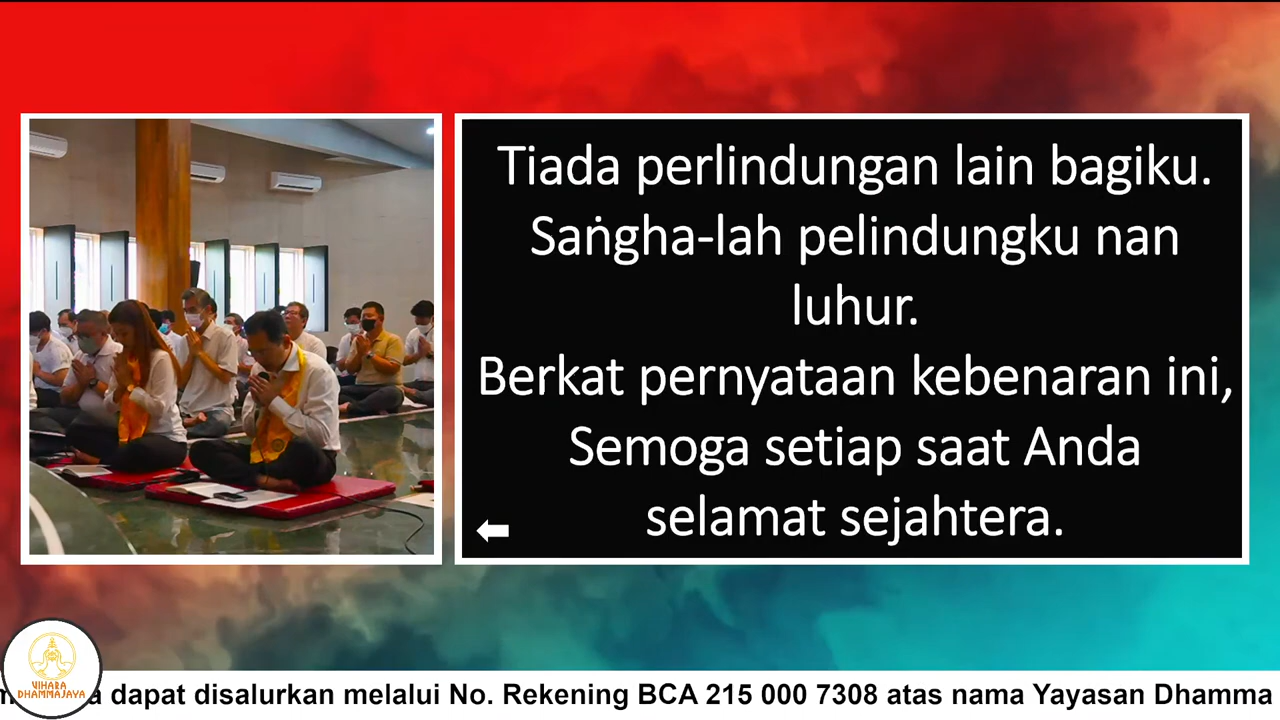 Tiada perlindungan lain bagiku.
Saṅgha-lah pelindungku nan
luhur.
Berkat pernyataan kebenaran ini,
Semoga setiap saat Anda
selamat sejahtera.
VIHARA
DHAMMAJAYA
dapat disalurkan melalui No. Rekening BCA 215 000 7308 atas nama Yayasan Dhamma